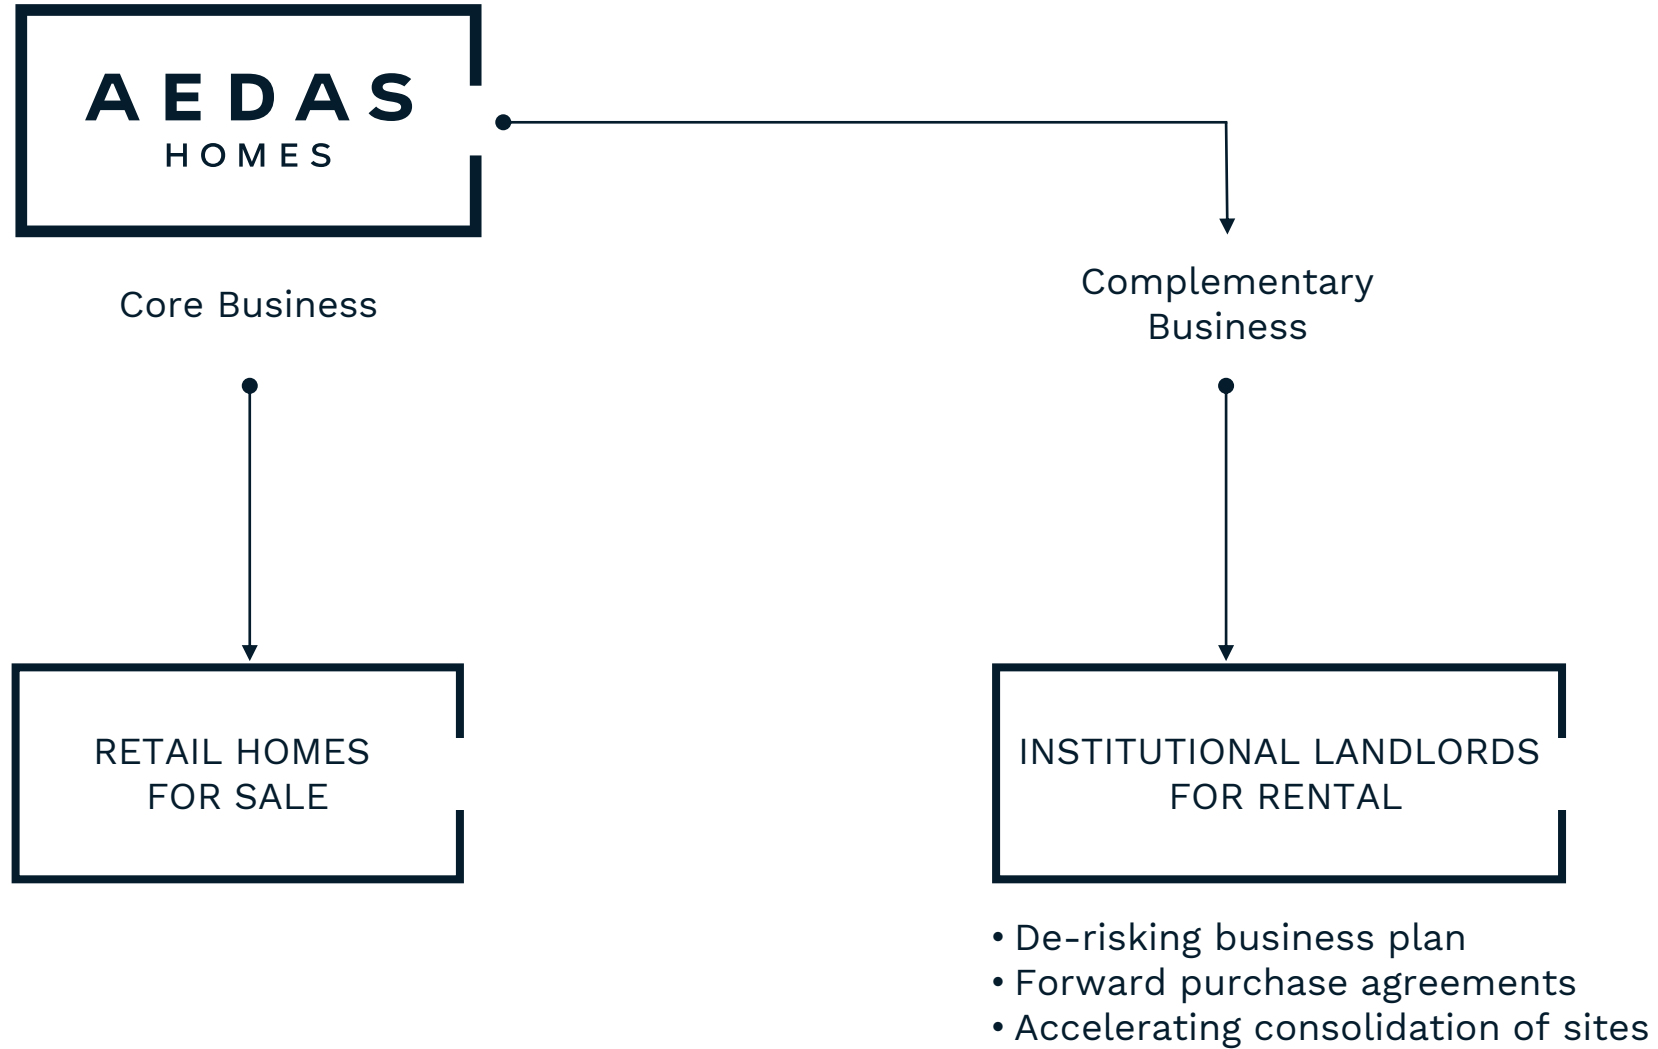 AEDAS
HOMES
Core Business
Complementary
Business
RETAIL HOMES
FOR SALE
INSTITUTIONAL LANDLORDS
FOR RENTAL
• De-risking business plan
• Forward purchase agreements
• Accelerating consolidation of sites